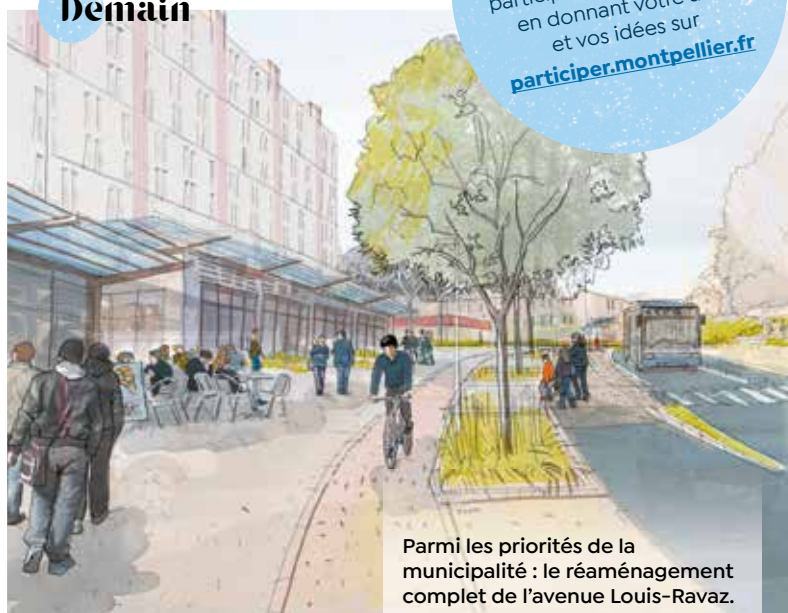 Demain
en donnant votre
et vos idées sur
participer.montpellier.fr
Parmi les priorités de la
municipalité : le réaménagement
complet de l'avenue Louis-Ravaz.